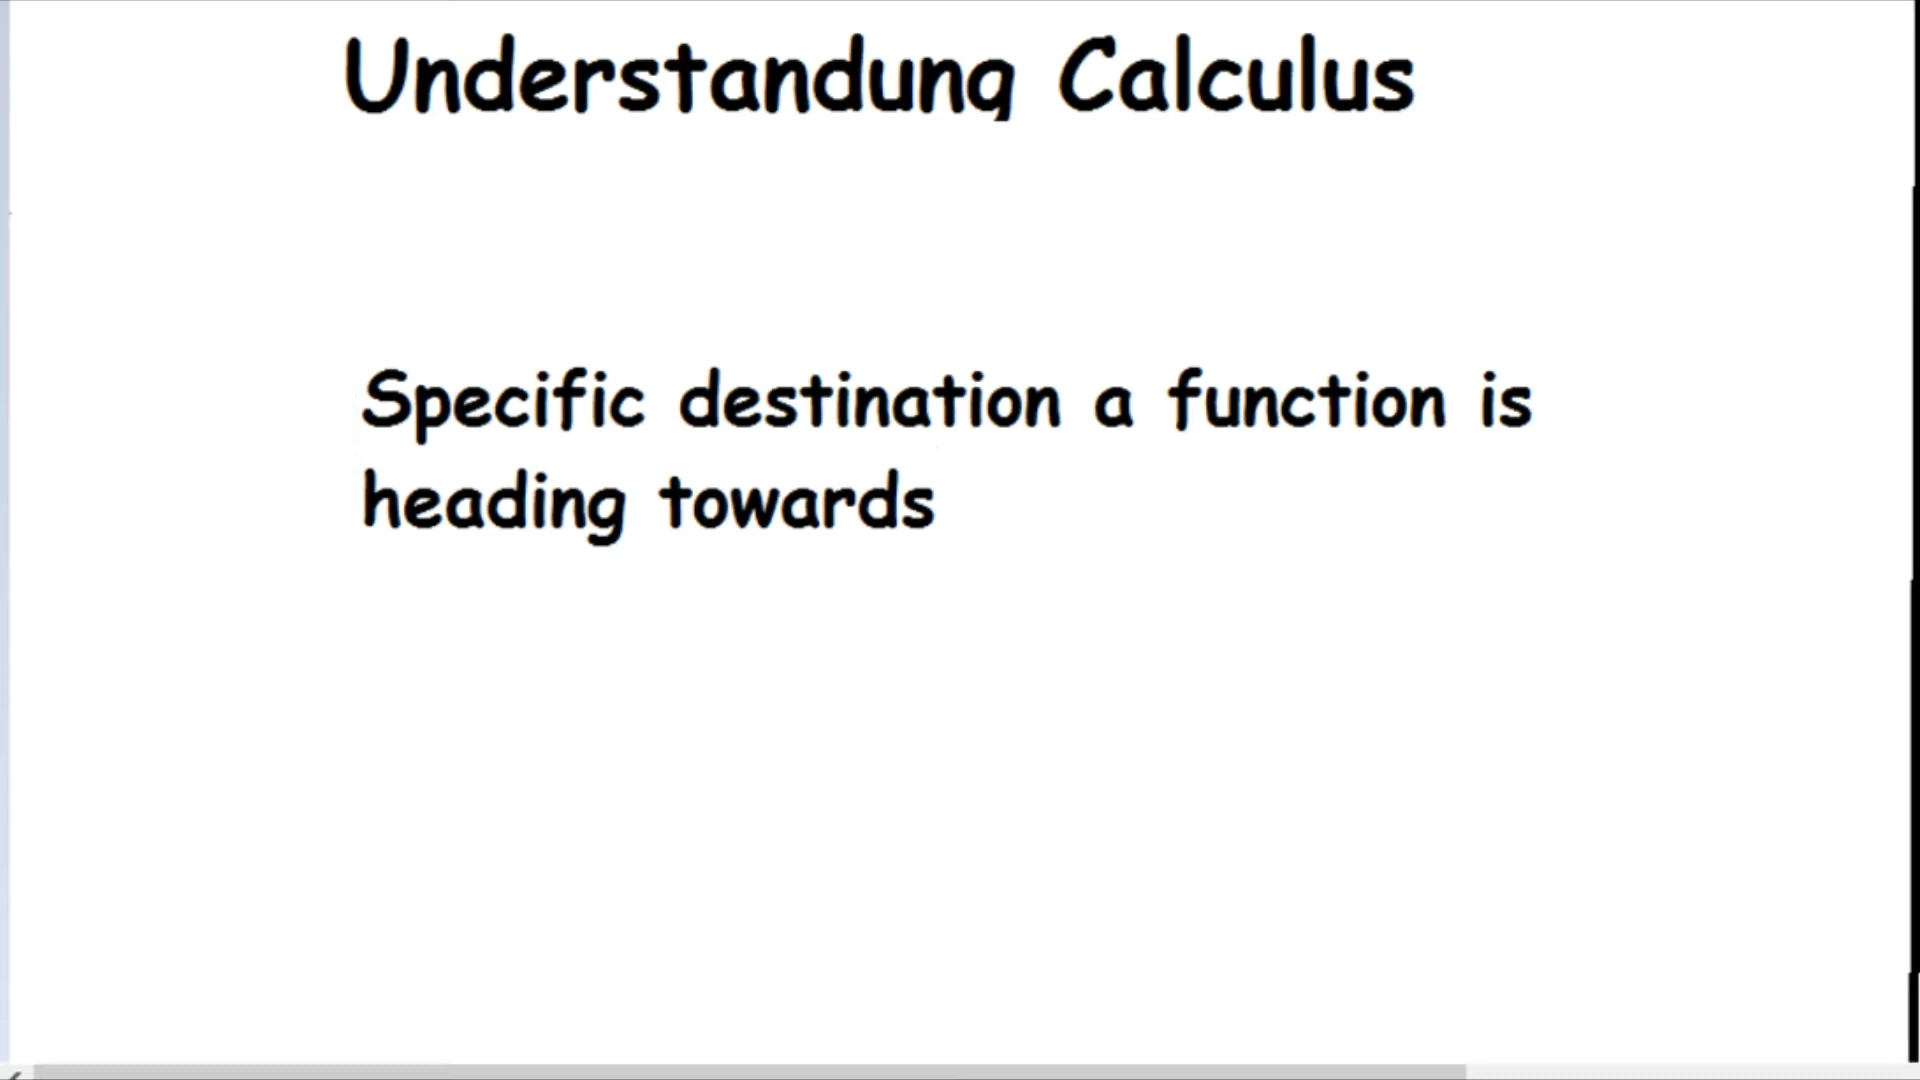 Understandung Calculus
Specific destination a function is
heading towards